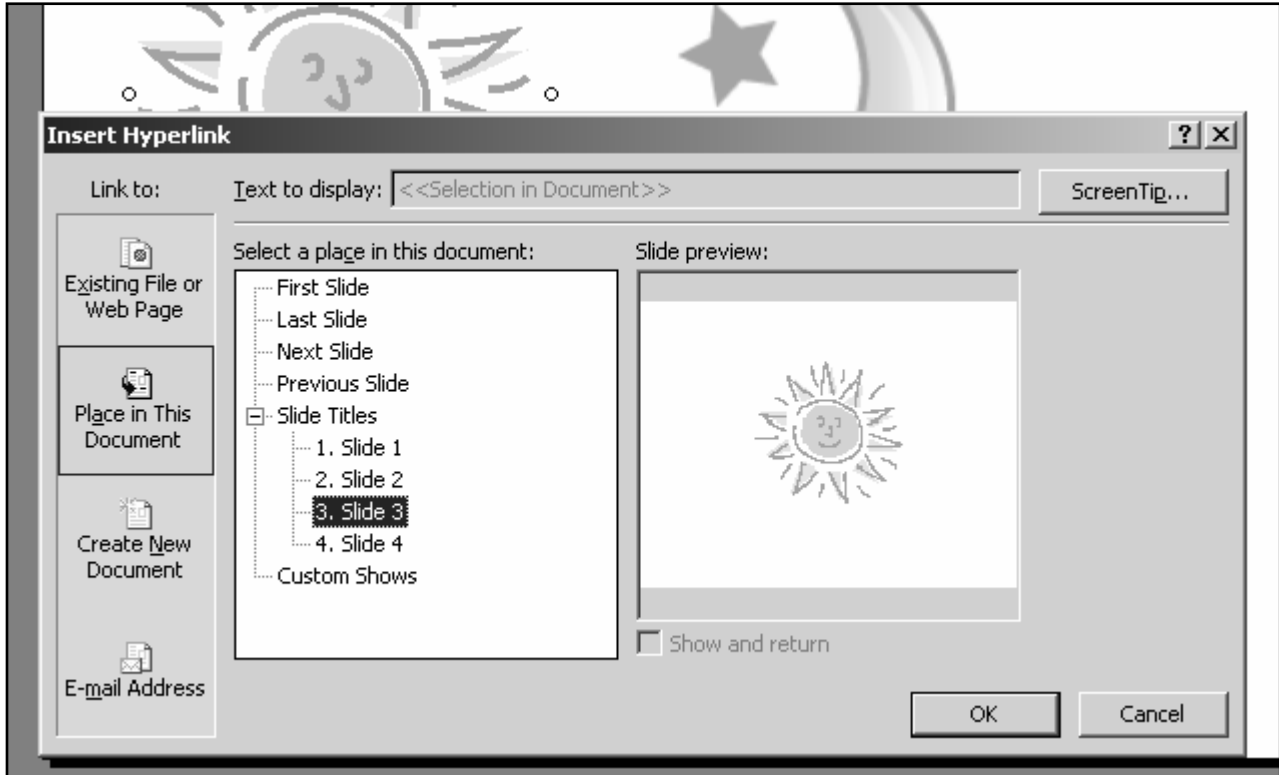 Insert Hyperlink
? X
Link to:
Text to display: <<Selection in Document>>
ScreenTip...
Existing File or
Web Page
Place in This
Document
Create New
Document
E-mail Address
Select a place in this document:
First Slide
Last Slide
Next Slide
Previous Slide
Slide Titles
1. Slide 1
2. Slide 2
3. Slide 3
4. Slide 4
Custom Shows
Slide preview:
Show and return
OK
Cancel